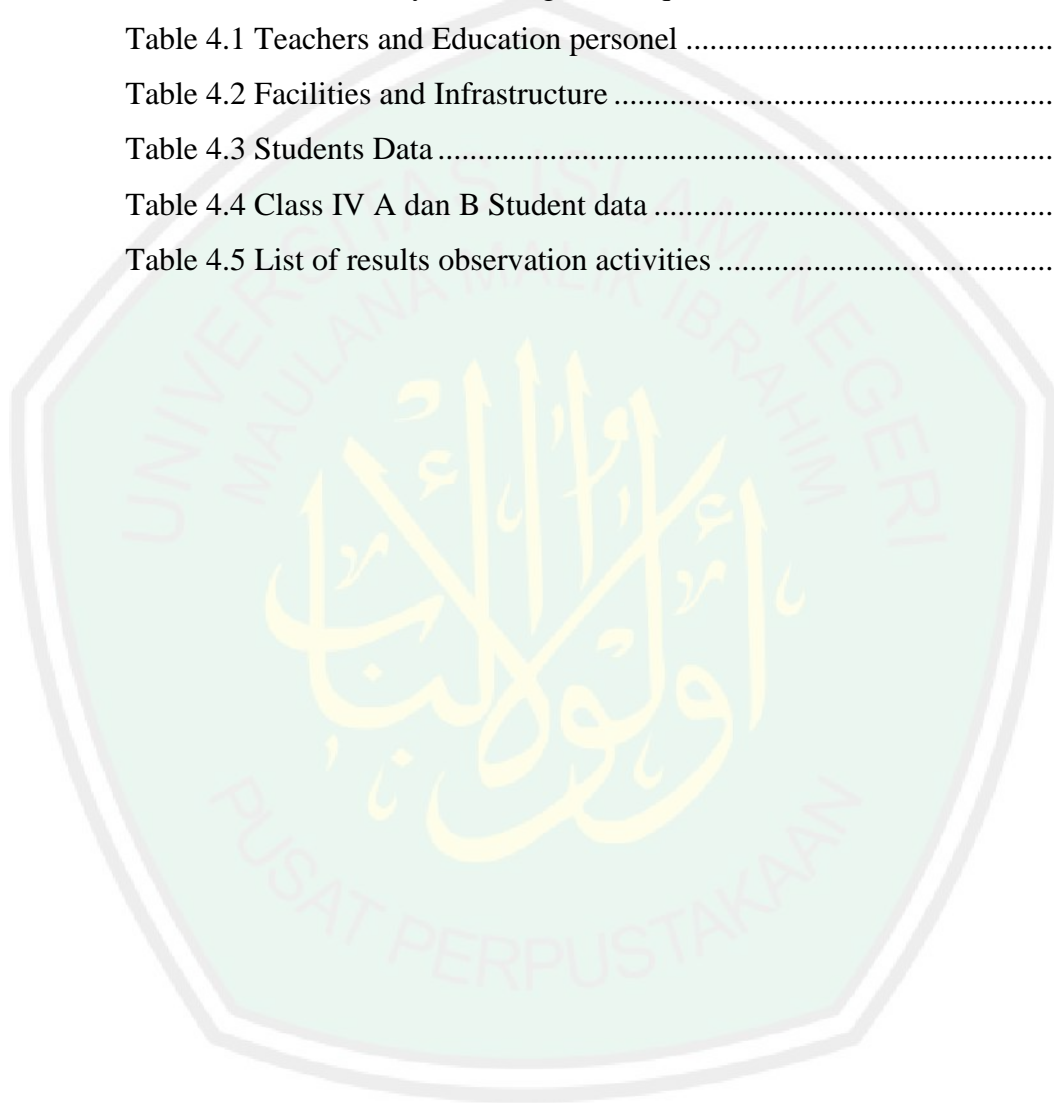 Table 4.1 Teachers and Education personel ............................................
Table 4.2 Facilities and Infrastructure .....................................................
Table 4.3 Students Data ..........................................................................
Table 4.4 Class IV A dan B Student data ................................................
Table 4.5 List of results observation activities ........................................
UNIVERSITAS ISLAM NEGERI
MAULANA MALIK IBRAHIM
أولوا الألباب
PUSAT PERPUSTAKAAN